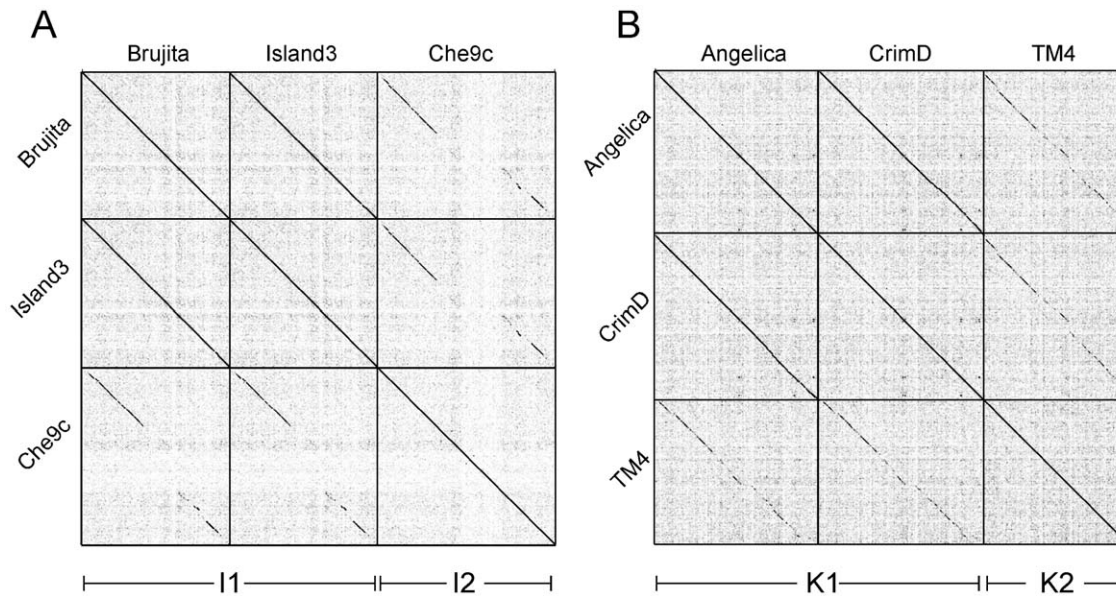 A
B
Brujita Island3 Che9c
Angelica CrimD TM4
Brujita
Island3
Che9c
Angelica
CrimD
TM4
I1 I2
K1 K2